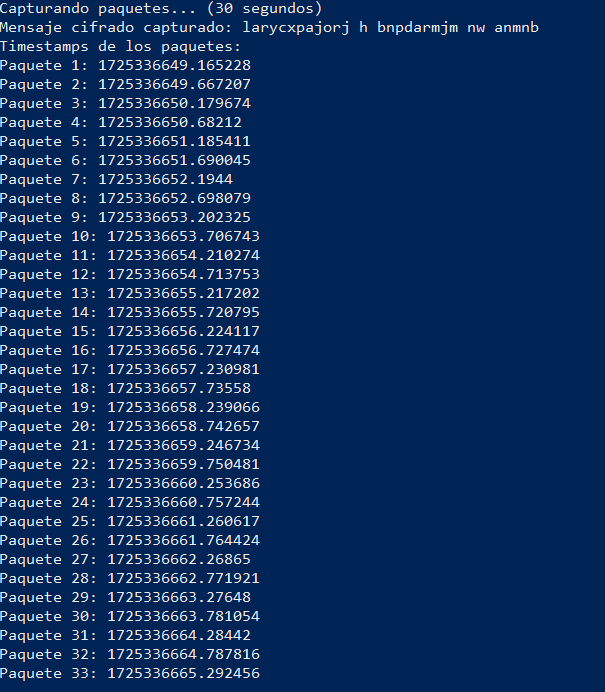 Capturando paquetes... (30 segundos)
Mensaje cifrado capturado: larycxpajorj h bnpdarmjm nw anmnb
Timestamps de los paquetes:
Paquete 1: 1725336649.165228
Paquete 2: 1725336649.667207
Paquete 3: 1725336650.179674
Paquete 4: 1725336650.68212
Paquete 5: 1725336651.185411
Paquete 6: 1725336651.690045
Paquete 7: 1725336652.1944
Paquete 8: 1725336652.698079
Paquete 9: 1725336653.202325
Paquete 10: 1725336653.706743
Paquete 11: 1725336654.210274
Paquete 12: 1725336654.713753
Paquete 13: 1725336655.217202
Paquete 14: 1725336655.720795
Paquete 15: 1725336656.224117
Paquete 16: 1725336656.727474
Paquete 17: 1725336657.230981
Paquete 18: 1725336657.73558
Paquete 19: 1725336658.239066
Paquete 20: 1725336658.742657
Paquete 21: 1725336659.246734
Paquete 22: 1725336659.750481
Paquete 23: 1725336660.253686
Paquete 24: 1725336660.757244
Paquete 25: 1725336661.260617
Paquete 26: 1725336661.764424
Paquete 27: 1725336662.26865
Paquete 28: 1725336662.771921
Paquete 29: 1725336663.27648
Paquete 30: 1725336663.781054
Paquete 31: 1725336664.28442
Paquete 32: 1725336664.787816
Paquete 33: 1725336665.292456